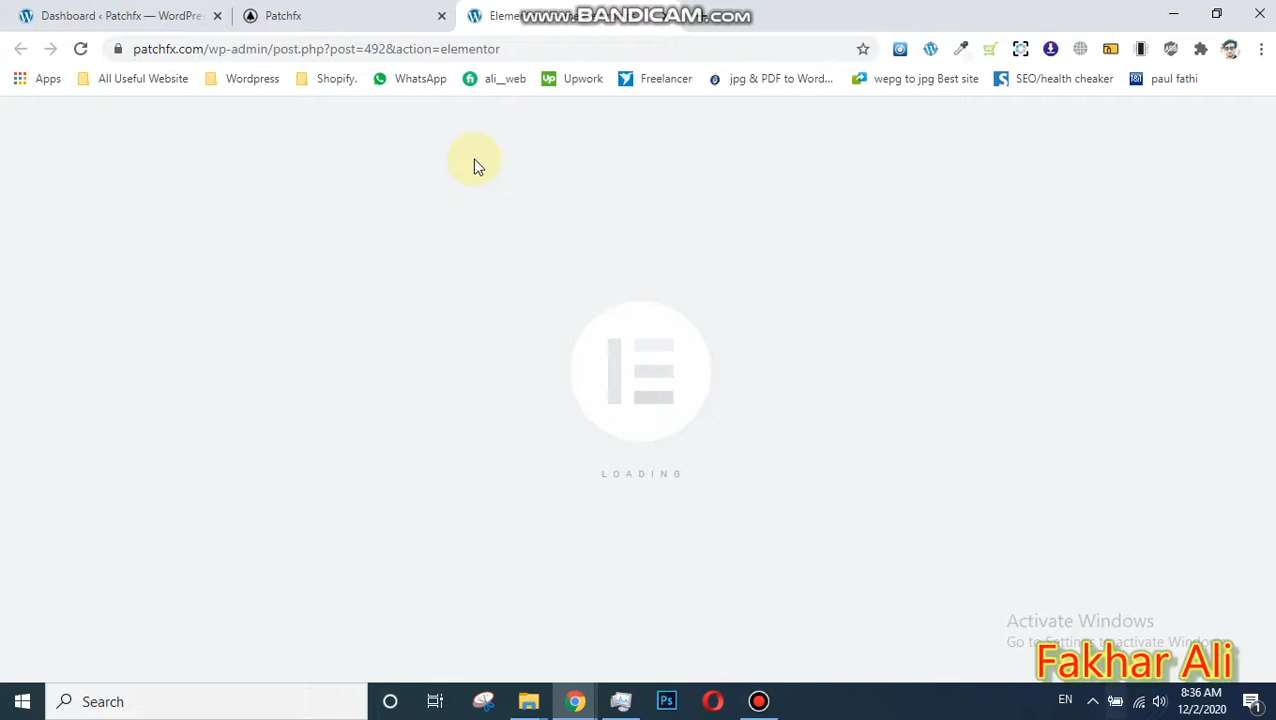 Dashboard ‹ Patchfx — WordPre
Patchfx
Eleme
www.BANDICAM.com
patchfx.com/wp-admin/post.php?post=492&action=elementor
Apps
All Useful Website
Wordpress
Shopify.
WhatsApp
ali__web
Upwork
Freelancer
jpg & PDF to Word...
wepg to jpg Best site
SEO/health cheaker
paul fathi
LOADING
Activate Windows
Go to Settings to activate Windows.
Fakhar Ali
Search
EN
8:36 AM
12/2/2020